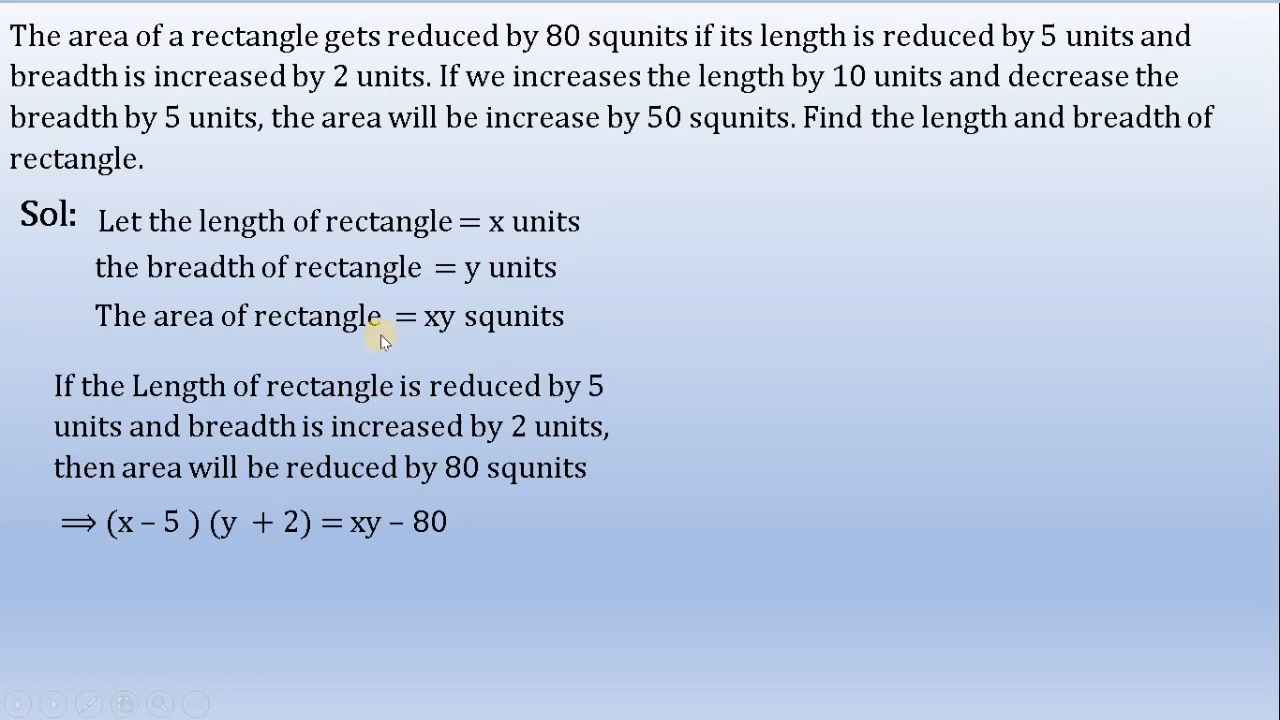 The area of a rectangle gets reduced by 80 squnits if its length is reduced by 5 units and
breadth is increased by 2 units. If we increases the length by 10 units and decrease the
breadth by 5 units, the area will be increase by 50 squnits. Find the length and breadth of
rectangle.
Sol: Let the length of rectangle = x units
the breadth of rectangle = y units
The area of rectangle = xy squnits
If the Length of rectangle is reduced by 5
units and breadth is increased by 2 units,
then area will be reduced by 80 squnits
⟹ (x – 5 ) (y + 2) = xy – 80